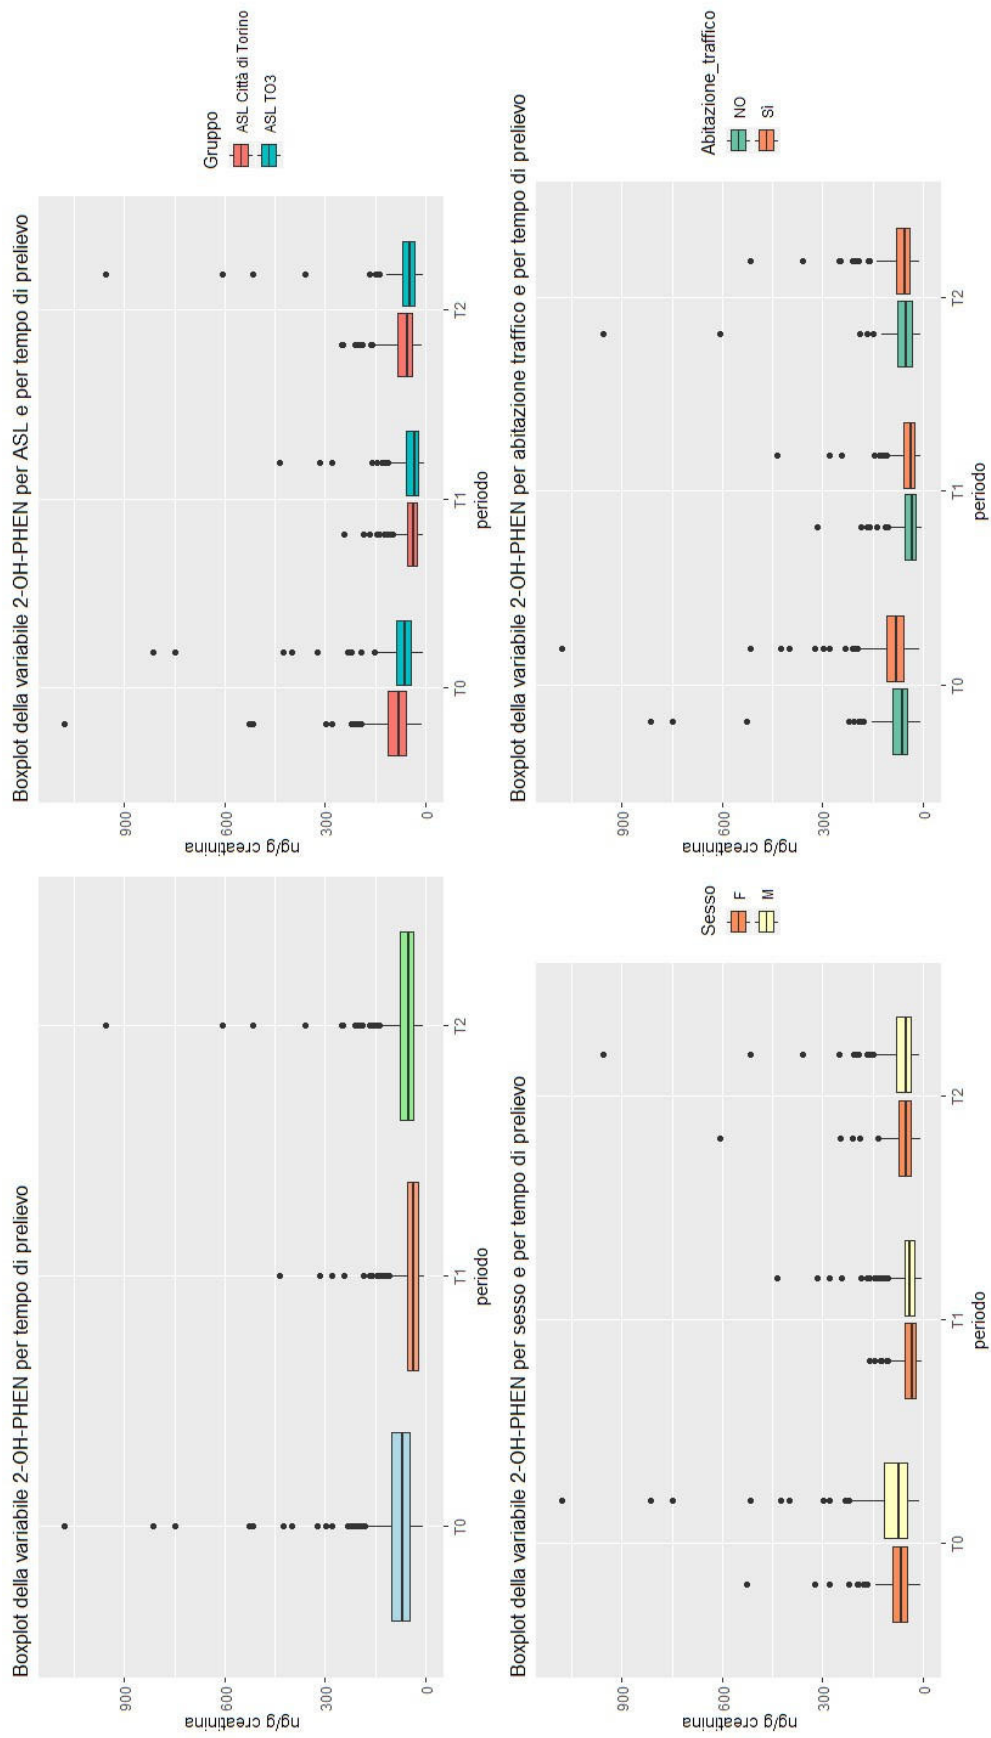 Boxplot della variabile 2-OH-PHEN per tempo di prelievo
ng/g creatinina
900
600
300
0
T0
T1
T2
periodo
Boxplot della variabile 2-OH-PHEN per ASL e per tempo di prelievo
ng/g creatinina
900
600
300
0
T0
T1
T2
periodo
Gruppo
ASL Città di Torino
ASL TO3
Boxplot della variabile 2-OH-PHEN per sesso e per tempo di prelievo
ng/g creatinina
900
600
300
0
T0
T1
T2
periodo
Sesso
F
M
Boxplot della variabile 2-OH-PHEN per abitazione traffico e per tempo di prelievo
ng/g creatinina
900
600
300
0
T0
T1
T2
periodo
Abitazione_traffico
NO
Sì